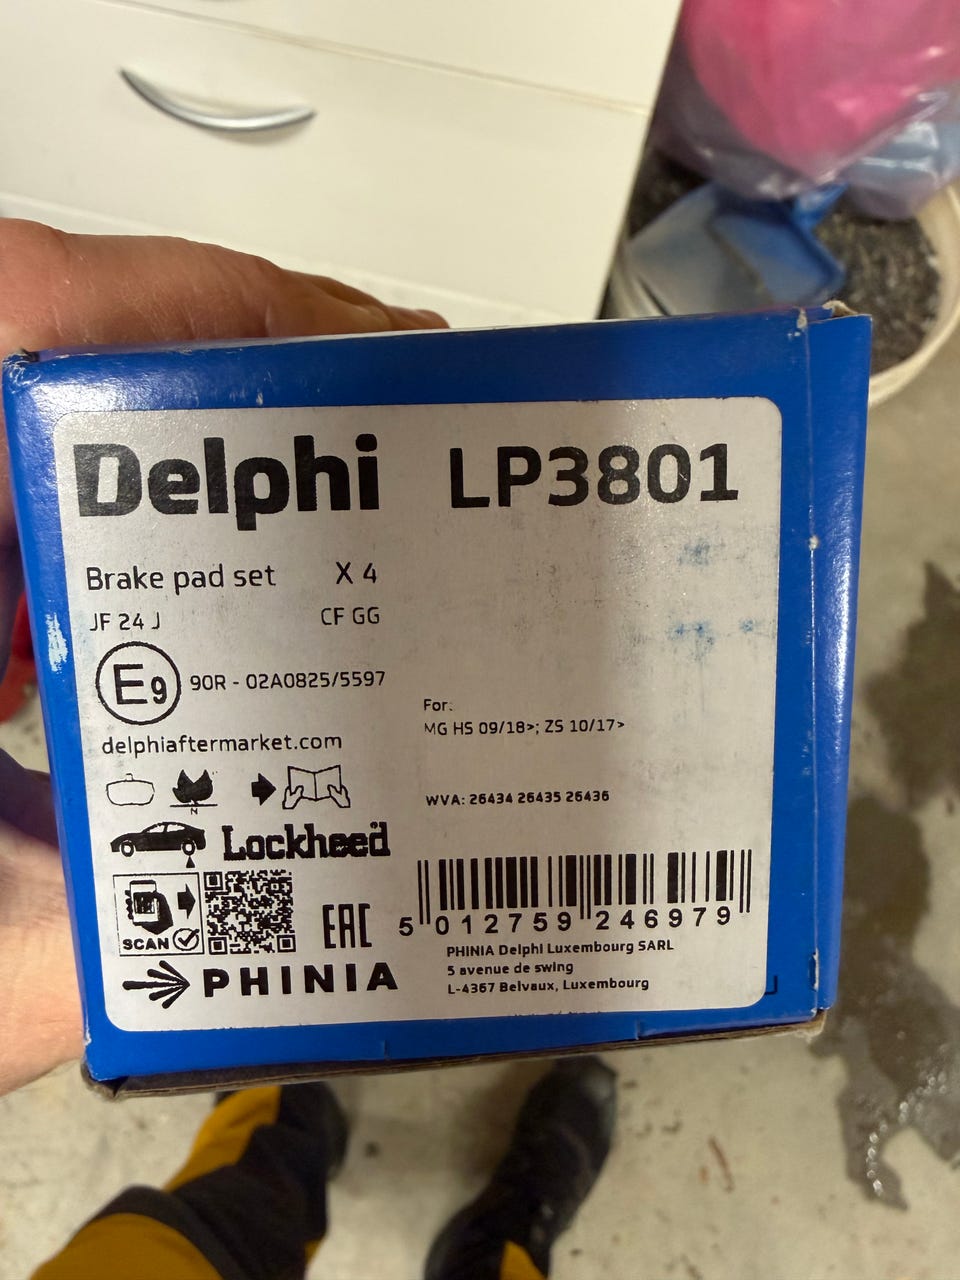 Delphi LP3801
Brake pad set X 4
JF 24 J CF GG
E9 90R - 02A0825/5597
For:
MG HS 09/18>; ZS 10/17>
delphiaftermarket.com
N
WVA: 26434 26435 26436
Lockheed
SCAN
EAC
5 012759 246979
PHINIA
PHINIA Delphi Luxembourg SARL
5 avenue de swing
L-4367 Belvaux, Luxembourg